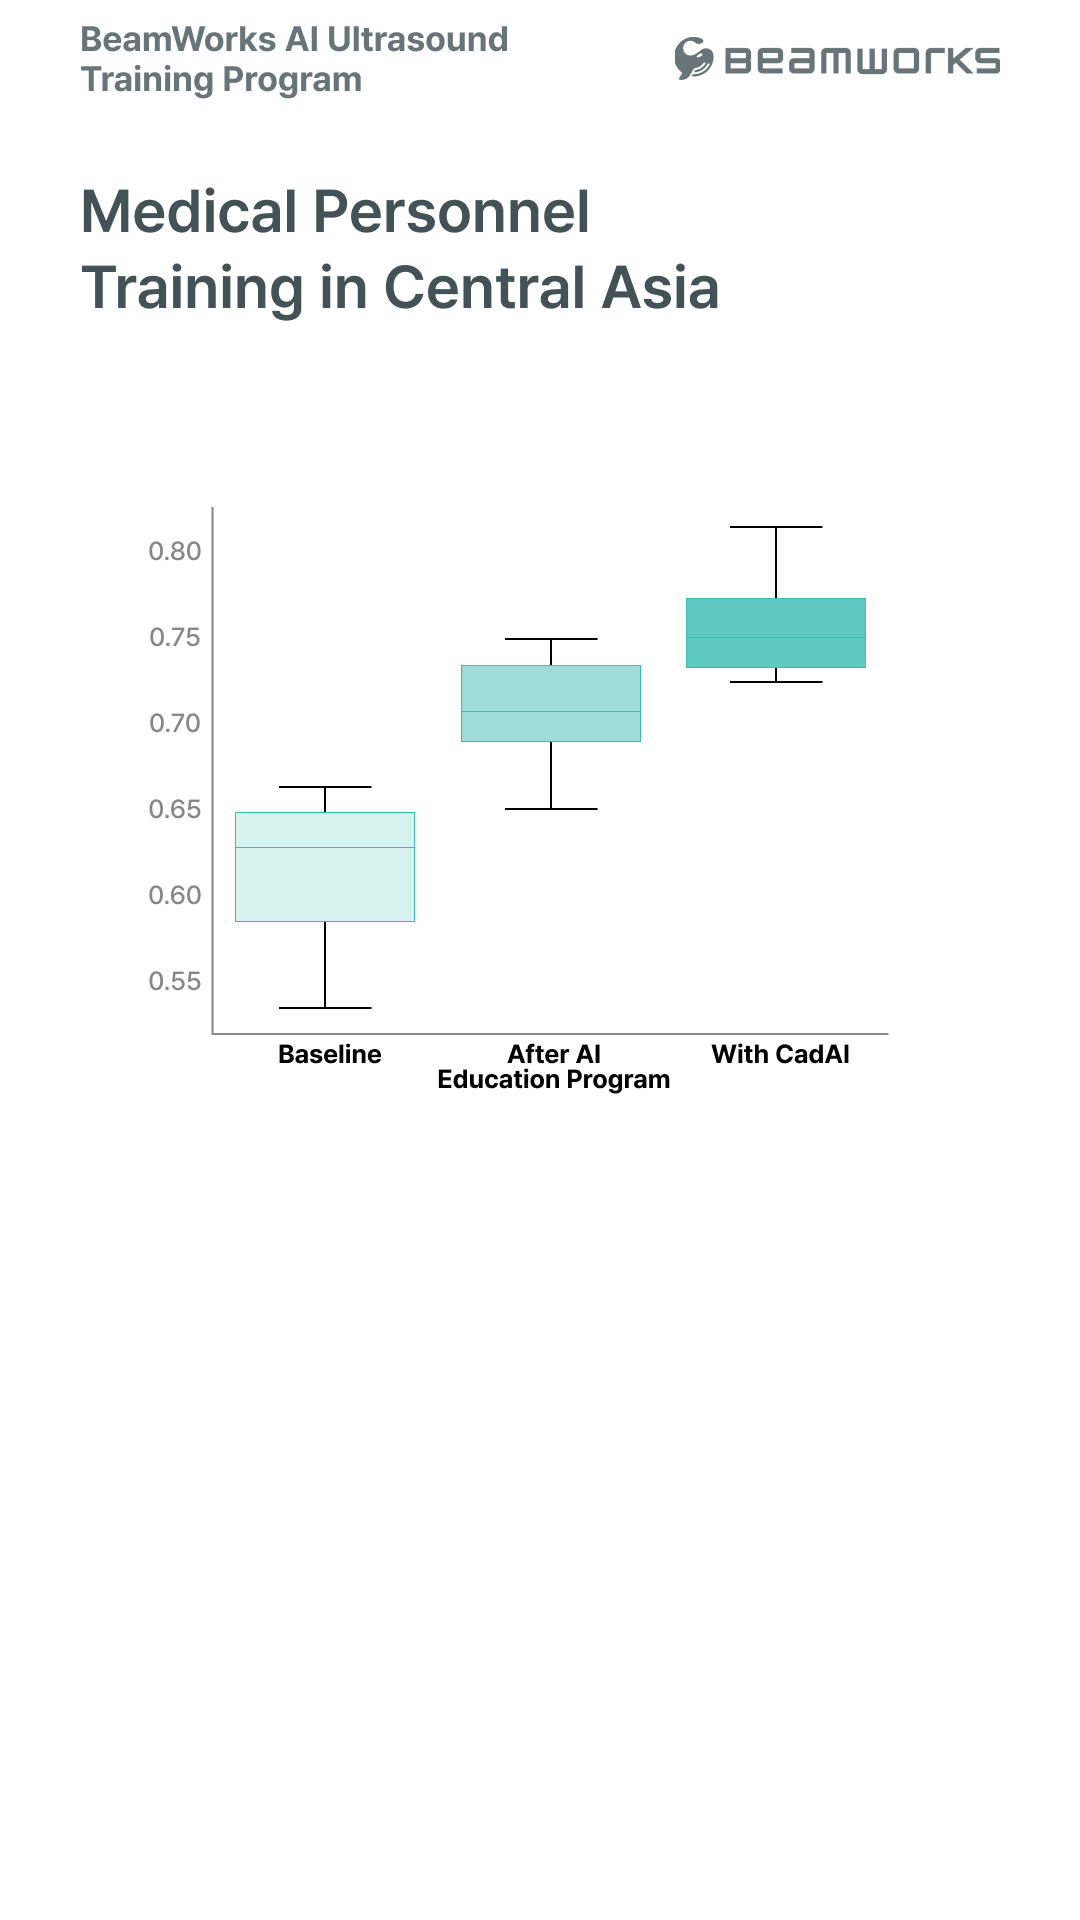 BeamWorks AI Ultrasound
Training Program
BEAMWORKS
Medical Personnel
Training in Central Asia
0.80
0.75
0.70
0.65
0.60
0.55
Baseline
After AI
Education Program
With CadAI